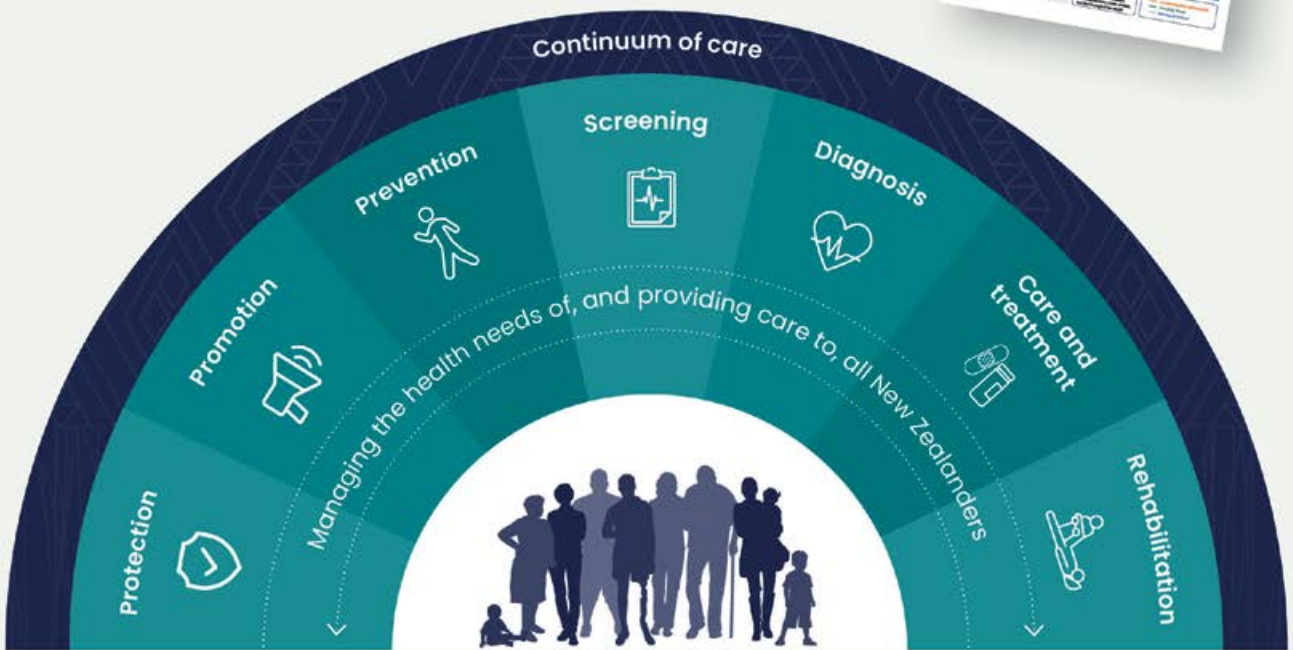 Continuum of care
Protection
Promotion
Prevention
Screening
Diagnosis
Care and
treatment
Rehabilitation
Managing the health needs of, and providing care to, all New Zealanders